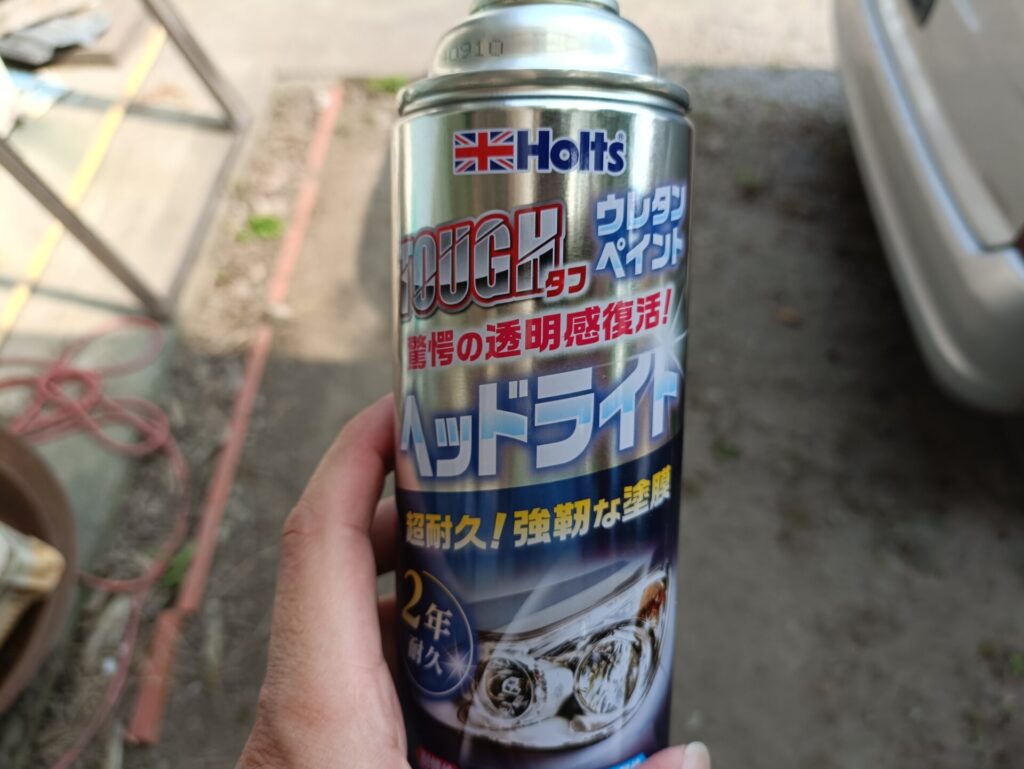 0910
Holts
TOUGH
タフ
ウレタン
ペイント
驚愕の透明感復活!
ヘッドライト
超耐久!強靭な塗膜
2年
耐久